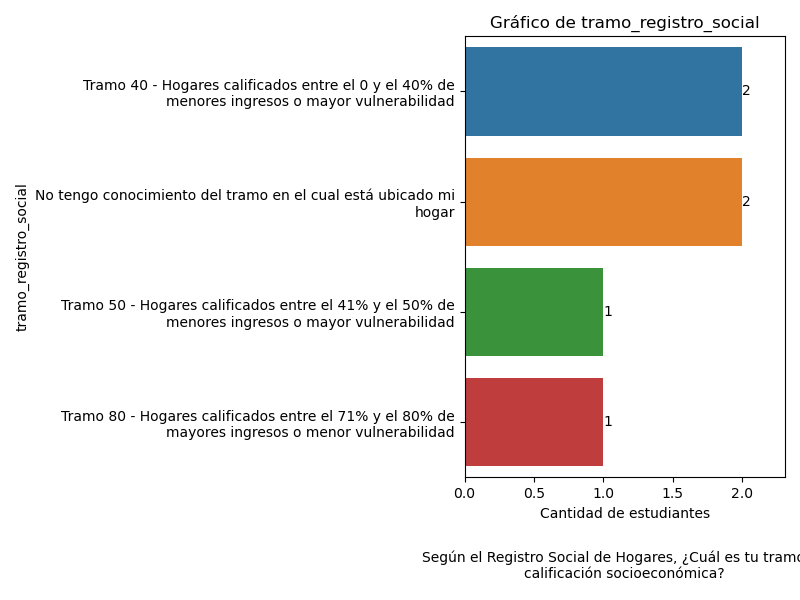 Gráfico de tramo_registro_social
Tramo 40 - Hogares calificados entre el 0 y el 40% de
menores ingresos o mayor vulnerabilidad
2
No tengo conocimiento del tramo en el cual está ubicado mi
hogar
2
tramo_registro_social
Tramo 50 - Hogares calificados entre el 41% y el 50% de
menores ingresos o mayor vulnerabilidad
1
Tramo 80 - Hogares calificados entre el 71% y el 80% de
mayores ingresos o menor vulnerabilidad
1
0.0 0.5 1.0 1.5 2.0
Cantidad de estudiantes
Según el Registro Social de Hogares, ¿Cuál es tu tramo
calificación socioeconómica?